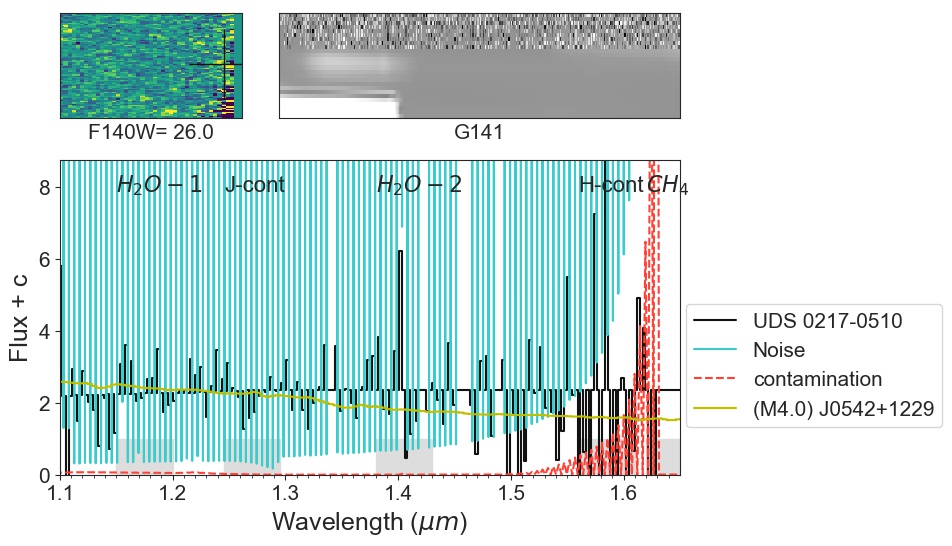 F140W= 26.0
G141
H₂O − 1
J-cont
H₂O − 2
H-cont
CH₄
Flux + c
8
6
4
2
0
1.1
1.2
1.3
1.4
1.5
1.6
Wavelength (μm)
UDS 0217-0510
Noise
contamination
(M4.0) J0542+1229